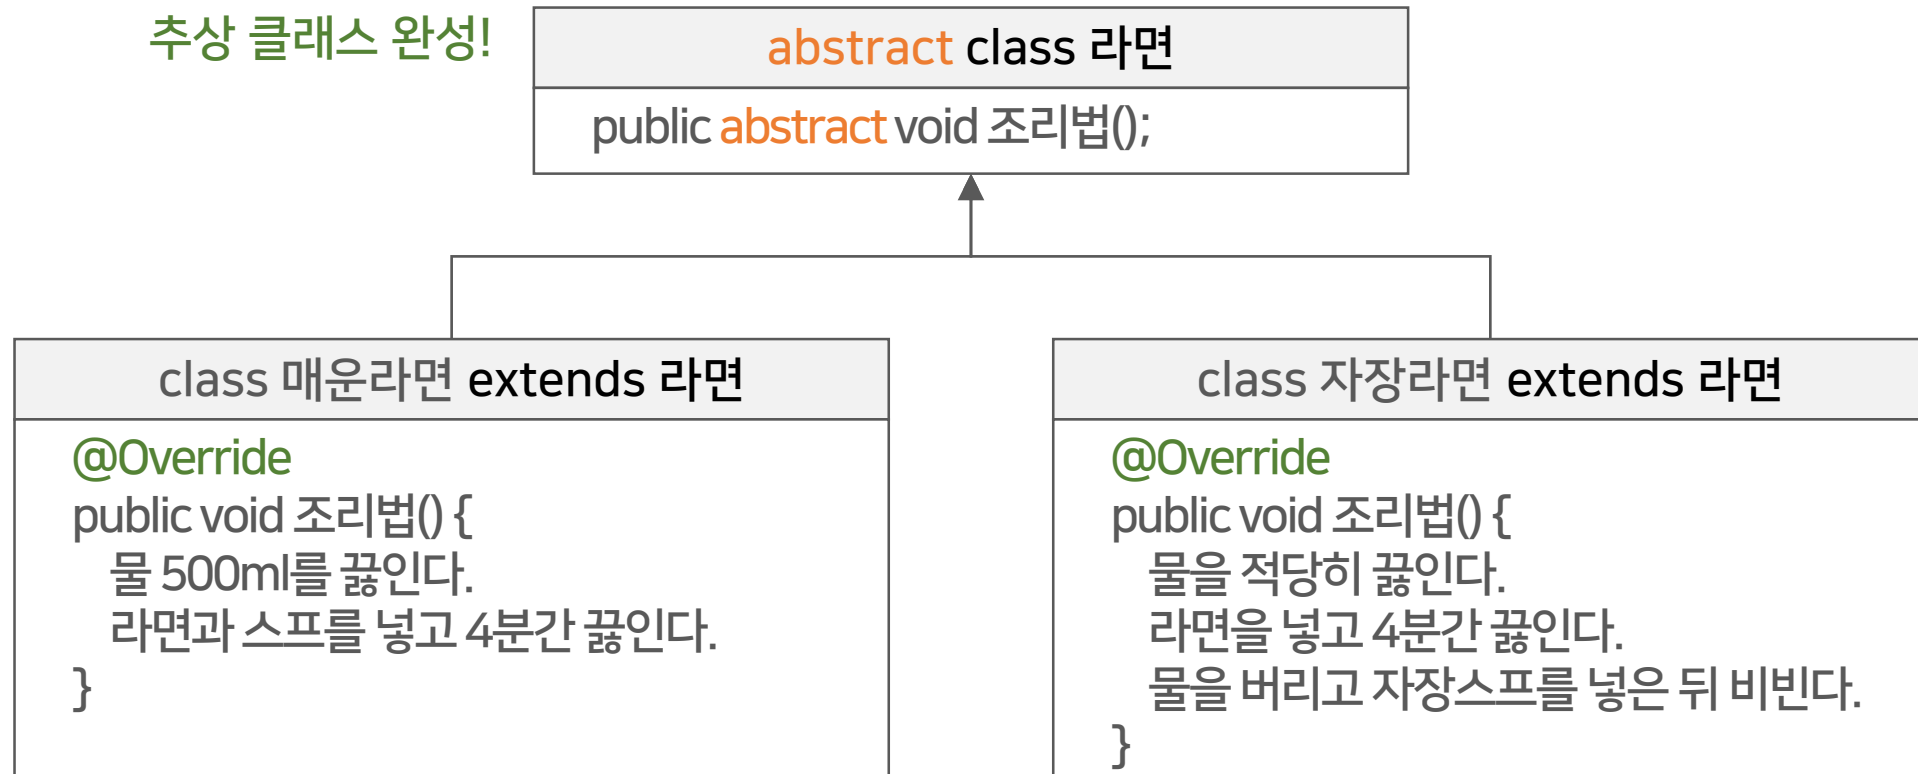 추상 클래스 완성!
abstract class 라면
public abstract void 조리법();
class 매운라면 extends 라면
@Override
public void 조리법() {
물 500ml를 끓인다.
라면과 스프를 넣고 4분간 끓인다.
}
class 자장라면 extends 라면
@Override
public void 조리법() {
물을 적당히 끓인다.
라면을 넣고 4분간 끓인다.
물을 버리고 자장스프를 넣은 뒤 비빈다.
}